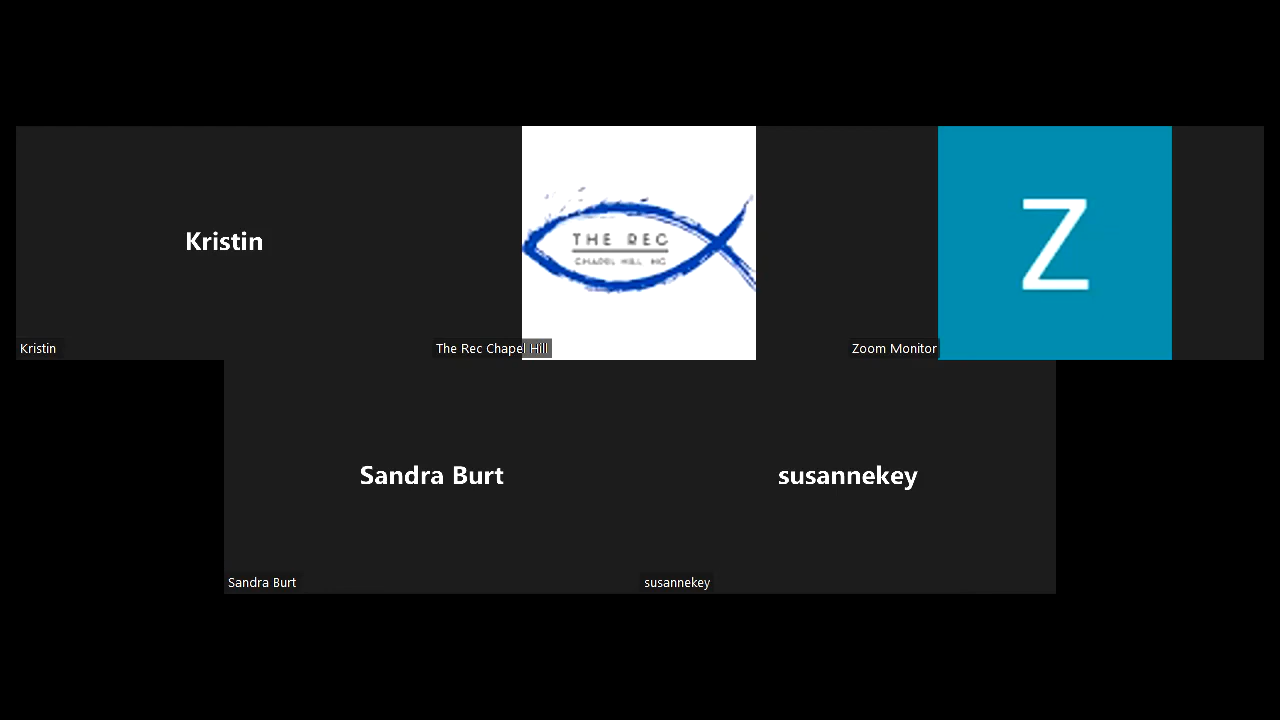 Kristin
Kristin
THE REC
CHAPEL HILL NC
The Rec Chapel Hill
Z
Zoom Monitor
Sandra Burt
Sandra Burt
susannekey
susannekey